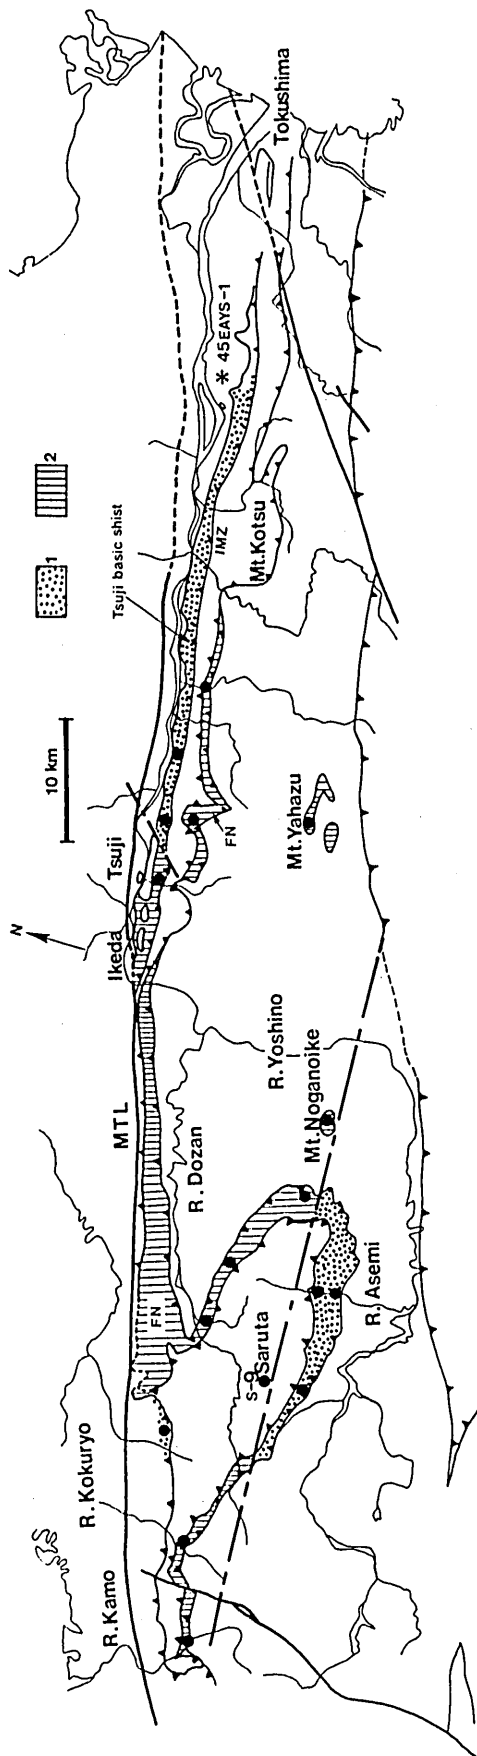 N
10 km
1
2
Tsuji basic shist
R.Kamo
R.Kokuryo
MTL
Ikeda
Tsuji
* 45EAYS-1
Tokushima
FN
R.Dozan
IMZ
FN
Mt.Kotsu
S-9
Saruta
R.Yoshino
Mt.Noganoike
Mt.Yahazu
R.Asemi